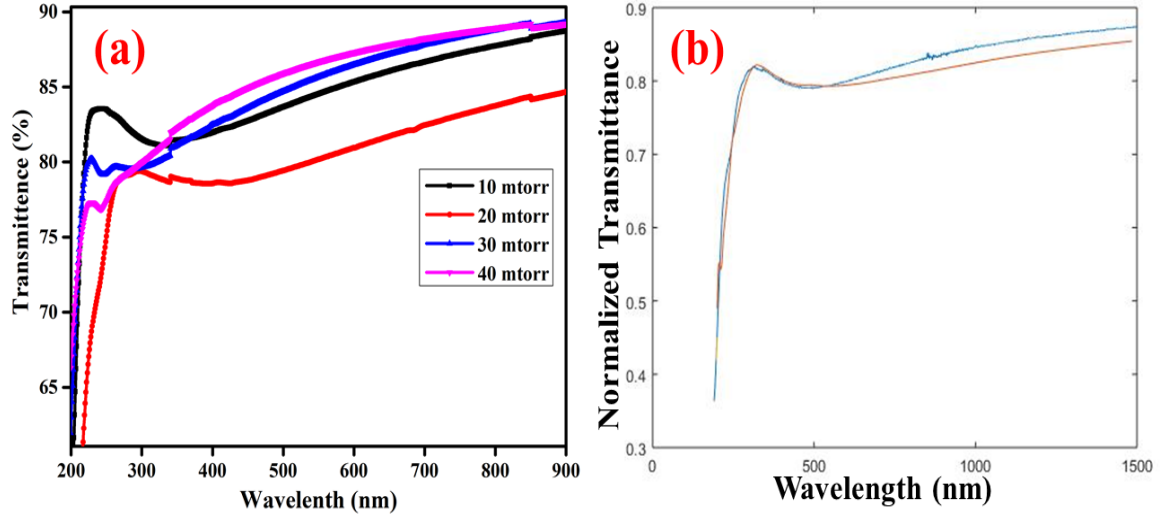 (a)
Transmittence (%)
90
85
80
75
70
65
10 mtorr
20 mtorr
30 mtorr
40 mtorr
200 300 400 500 600 700 800 900
Wavelenth (nm)
(b)
Normalized Transmittance
0.9
0.8
0.7
0.6
0.5
0.4
0.3
0 500 1000 1500
Wavelength (nm)